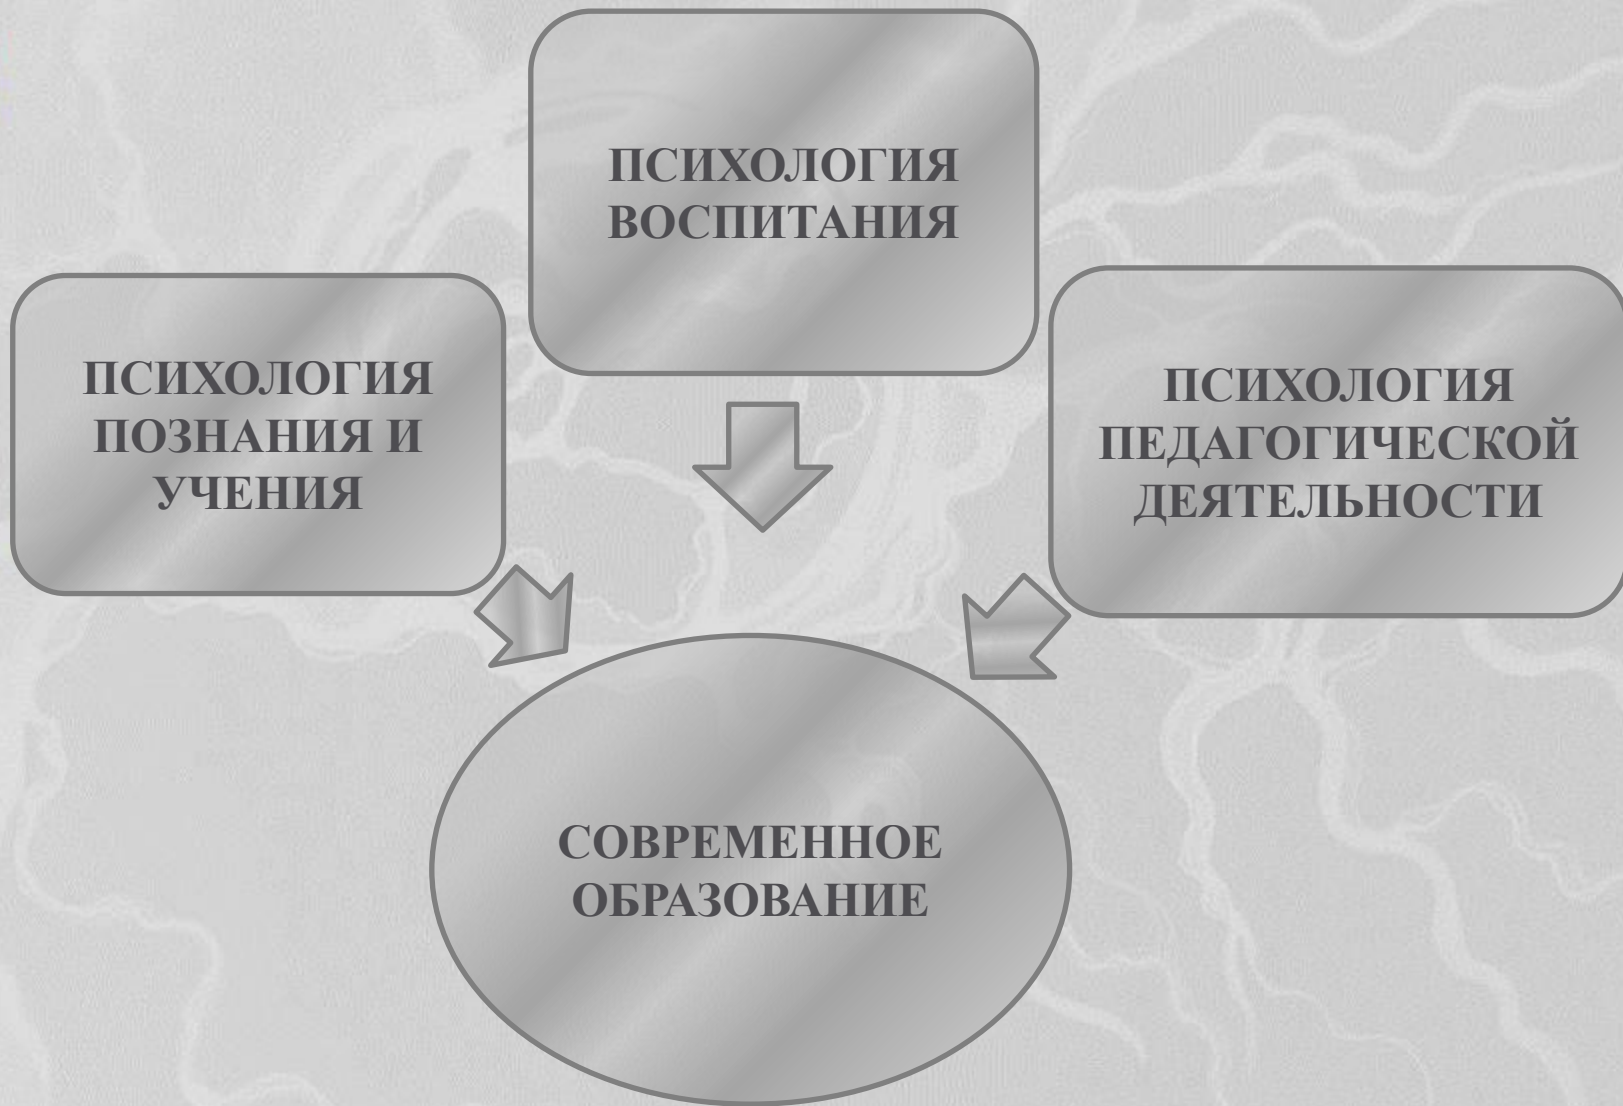 ПСИХОЛОГИЯ
ВОСПИТАНИЯ
ПСИХОЛОГИЯ
ПОЗНАНИЯ И
УЧЕНИЯ
ПСИХОЛОГИЯ
ПЕДАГОГИЧЕСКОЙ
ДЕЯТЕЛЬНОСТИ
СОВРЕМЕННОЕ
ОБРАЗОВАНИЕ